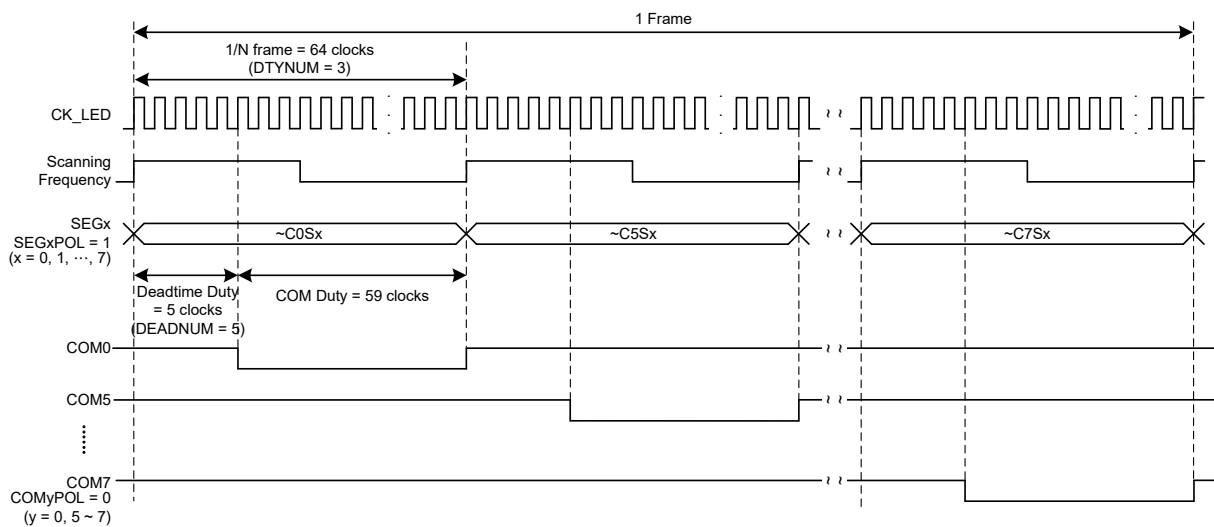 1 Frame
1/N frame = 64 clocks
(DTYNUM = 3)
CK_LED
Scanning
Frequency
SEGx
SEGxPOL = 1
(x = 0, 1, ⋯, 7)
~C0Sx
~C5Sx
~C7Sx
Deadtime Duty
= 5 clocks
(DEADNUM = 5)
COM Duty = 59 clocks
COM0
COM5
COM7
COMyPOL = 0
(y = 0, 5 ~ 7)